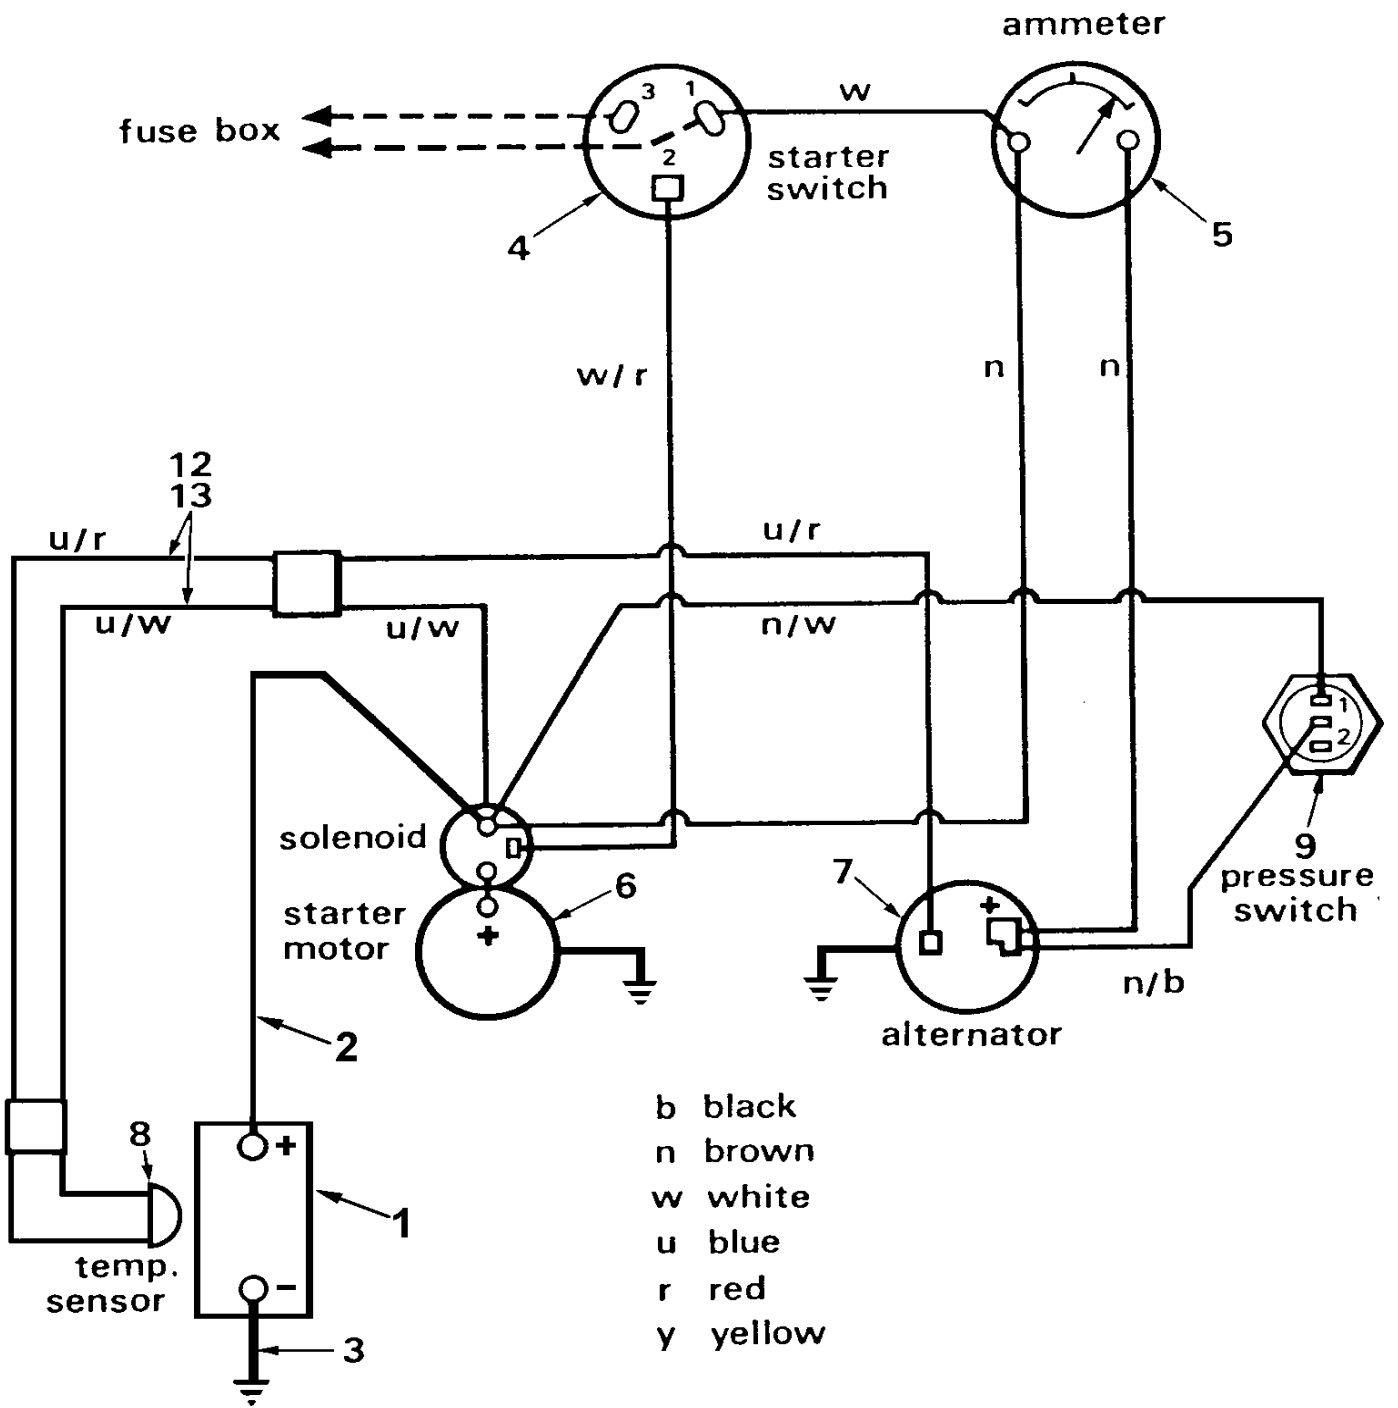 ammeter
3
1
w
fuse box
2
starter
switch
4
5
w/r
n
n
12
13
u/r
u/r
u/w
u/w
n/w
1
2
solenoid
9
7
6
pressure
switch
starter
motor
+
+
n/b
alternator
2
b black
8
+
n brown
w white
1
u blue
temp.
sensor
−
r red
3
y yellow